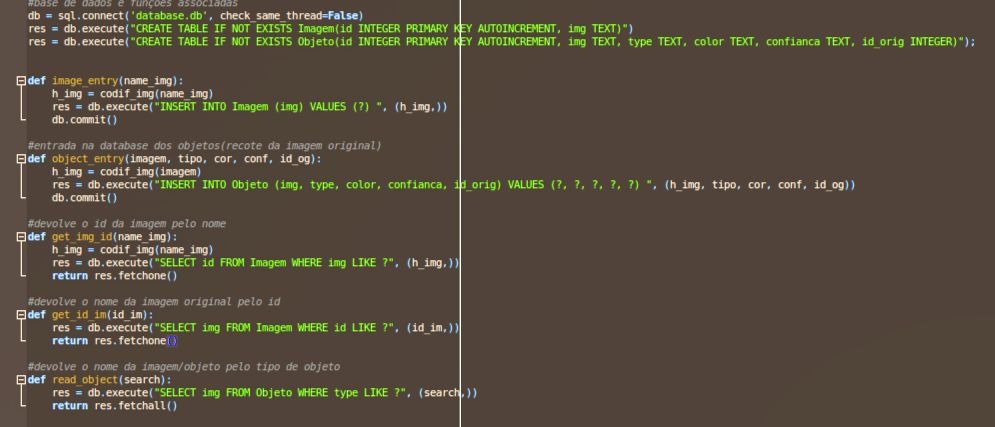 #base de dados e funções associadas
db = sql.connect('database.db', check_same_thread=False)
res = db.execute("CREATE TABLE IF NOT EXISTS Imagem(id INTEGER PRIMARY KEY AUTOINCREMENT, img TEXT)")
res = db.execute("CREATE TABLE IF NOT EXISTS Objeto(id INTEGER PRIMARY KEY AUTOINCREMENT, img TEXT, type TEXT, color TEXT, confianca TEXT, id_orig INTEGER)");
def image_entry(name_img):
    h_img = codif_img(name_img)
    res = db.execute("INSERT INTO Imagem (img) VALUES (?) ", (h_img,))
    db.commit()
#entrada na database dos objetos(recote da imagem original)
def object_entry(imagem, tipo, cor, conf, id_og):
    h_img = codif_img(imagem)
    res = db.execute("INSERT INTO Objeto (img, type, color, confianca, id_orig) VALUES (?, ?, ?, ?, ?) ", (h_img, tipo, cor, conf, id_og))
    db.commit()
#devolve o id da imagem pelo nome
def get_img_id(name_img):
    h_img = codif_img(name_img)
    res = db.execute("SELECT id FROM Imagem WHERE img LIKE ?", (h_img,))
    return res.fetchone()
#devolve o nome da imagem original pelo id
def get_id_im(id_im):
    res = db.execute("SELECT img FROM Imagem WHERE id LIKE ?", (id_im,))
    return res.fetchone()
#devolve o nome da imagem/objeto pelo tipo de objeto
def read_object(search):
    res = db.execute("SELECT img FROM Objeto WHERE type LIKE ?", (search,))
    return res.fetchall()